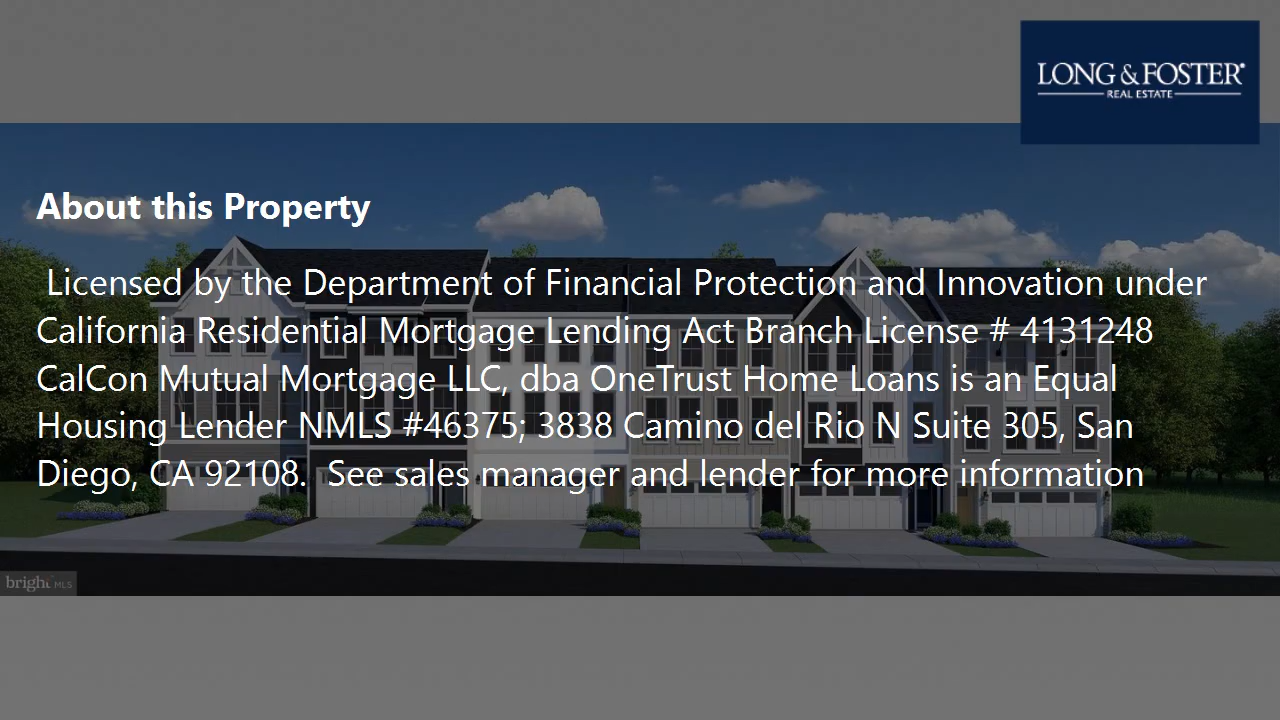 LONG & FOSTER®
REAL ESTATE
About this Property
Licensed by the Department of Financial Protection and Innovation under
California Residential Mortgage Lending Act Branch License # 4131248
CalCon Mutual Mortgage LLC, dba OneTrust Home Loans is an Equal
Housing Lender NMLS #46375; 3838 Camino del Rio N Suite 305, San
Diego, CA 92108.  See sales manager and lender for more information
bright MLS